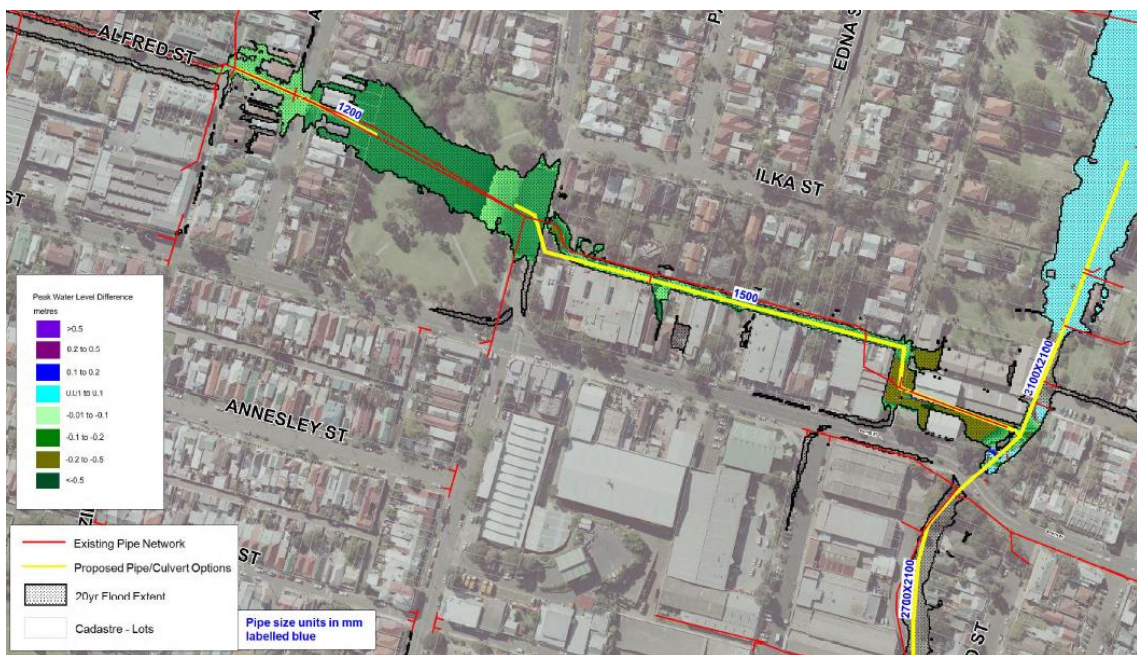 ALFRED ST
EDNA S
1200
ILKA ST
ST
1500
3100X2100
ANNESLEY ST
2700X2100
ST
ST
Peak Water Level Difference
metres
>0.5
0.2 to 0.5
0.1 to 0.2
0.01 to 0.1
-0.01 to -0.1
-0.1 to -0.2
-0.2 to -0.5
<-0.5
Existing Pipe Network
Proposed Pipe/Culvert Options
20yr Flood Extent
Cadastre - Lots
Pipe size units in mm
labelled blue